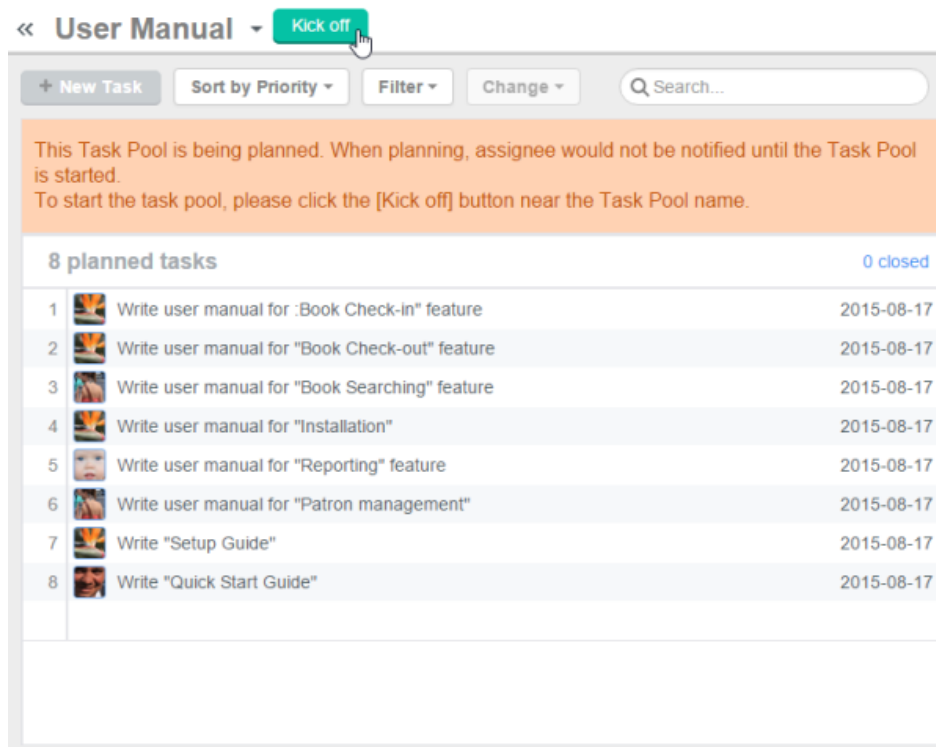 « User Manual Kick off
+ New Task Sort by Priority Filter Change Search...
This Task Pool is being planned. When planning, assignee would not be notified until the Task Pool
is started.
To start the task pool, please click the [Kick off] button near the Task Pool name.
8 planned tasks 0 closed
1 Write user manual for :Book Check-in" feature 2015-08-17
2 Write user manual for "Book Check-out" feature 2015-08-17
3 Write user manual for "Book Searching" feature 2015-08-17
4 Write user manual for "Installation" 2015-08-17
5 Write user manual for "Reporting" feature 2015-08-17
6 Write user manual for "Patron management" 2015-08-17
7 Write "Setup Guide" 2015-08-17
8 Write "Quick Start Guide" 2015-08-17